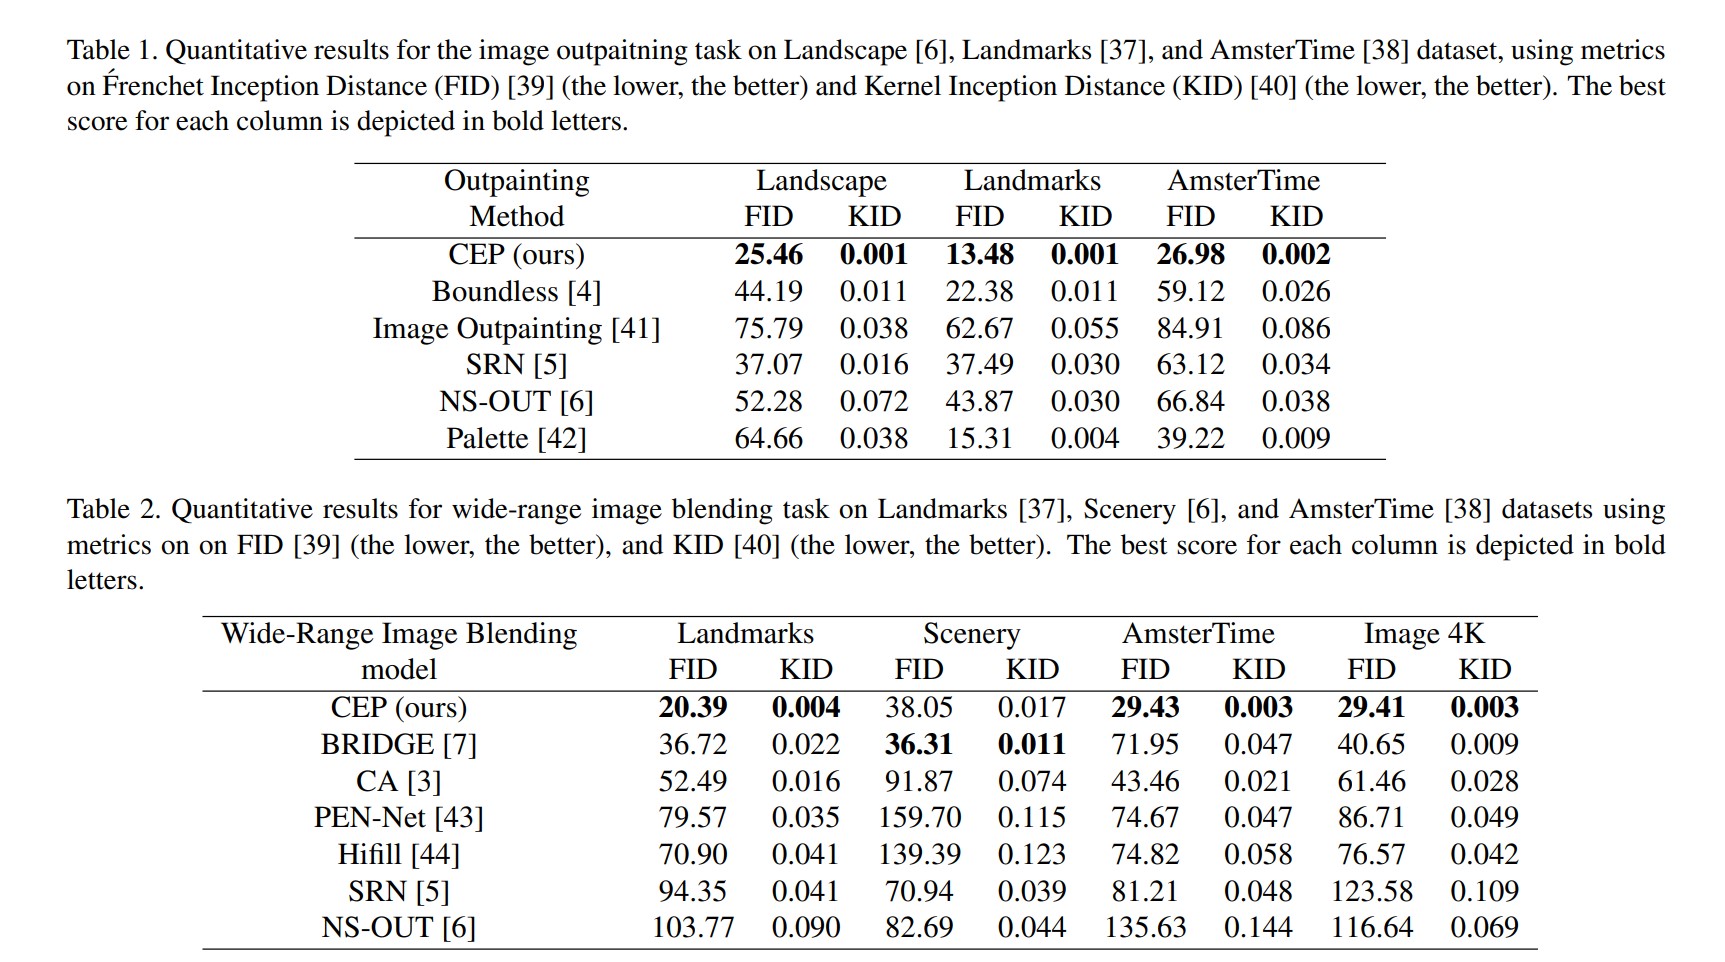 Table 1. Quantitative results for the image outpaitning task on Landscape [6], Landmarks [37], and AmsterTime [38] dataset, using metrics
on Ḟrenchet Inception Distance (FID) [39] (the lower, the better) and Kernel Inception Distance (KID) [40] (the lower, the better). The best
score for each column is depicted in bold letters.
Outpainting Landscape Landmarks AmsterTime
Method FID KID FID KID FID KID
CEP (ours) 25.46 0.001 13.48 0.001 26.98 0.002
Boundless [4] 44.19 0.011 22.38 0.011 59.12 0.026
Image Outpainting [41] 75.79 0.038 62.67 0.055 84.91 0.086
SRN [5] 37.07 0.016 37.49 0.030 63.12 0.034
NS-OUT [6] 52.28 0.072 43.87 0.030 66.84 0.038
Palette [42] 64.66 0.038 15.31 0.004 39.22 0.009
Table 2. Quantitative results for wide-range image blending task on Landmarks [37], Scenery [6], and AmsterTime [38] datasets using
metrics on on FID [39] (the lower, the better), and KID [40] (the lower, the better). The best score for each column is depicted in bold
letters.
Wide-Range Image Blending Landmarks Scenery AmsterTime Image 4K
model FID KID FID KID FID KID FID KID
CEP (ours) 20.39 0.004 38.05 0.017 29.43 0.003 29.41 0.003
BRIDGE [7] 36.72 0.022 36.31 0.011 71.95 0.047 40.65 0.009
CA [3] 52.49 0.016 91.87 0.074 43.46 0.021 61.46 0.028
PEN-Net [43] 79.57 0.035 159.70 0.115 74.67 0.047 86.71 0.049
Hifill [44] 70.90 0.041 139.39 0.123 74.82 0.058 76.57 0.042
SRN [5] 94.35 0.041 70.94 0.039 81.21 0.048 123.58 0.109
NS-OUT [6] 103.77 0.090 82.69 0.044 135.63 0.144 116.64 0.069